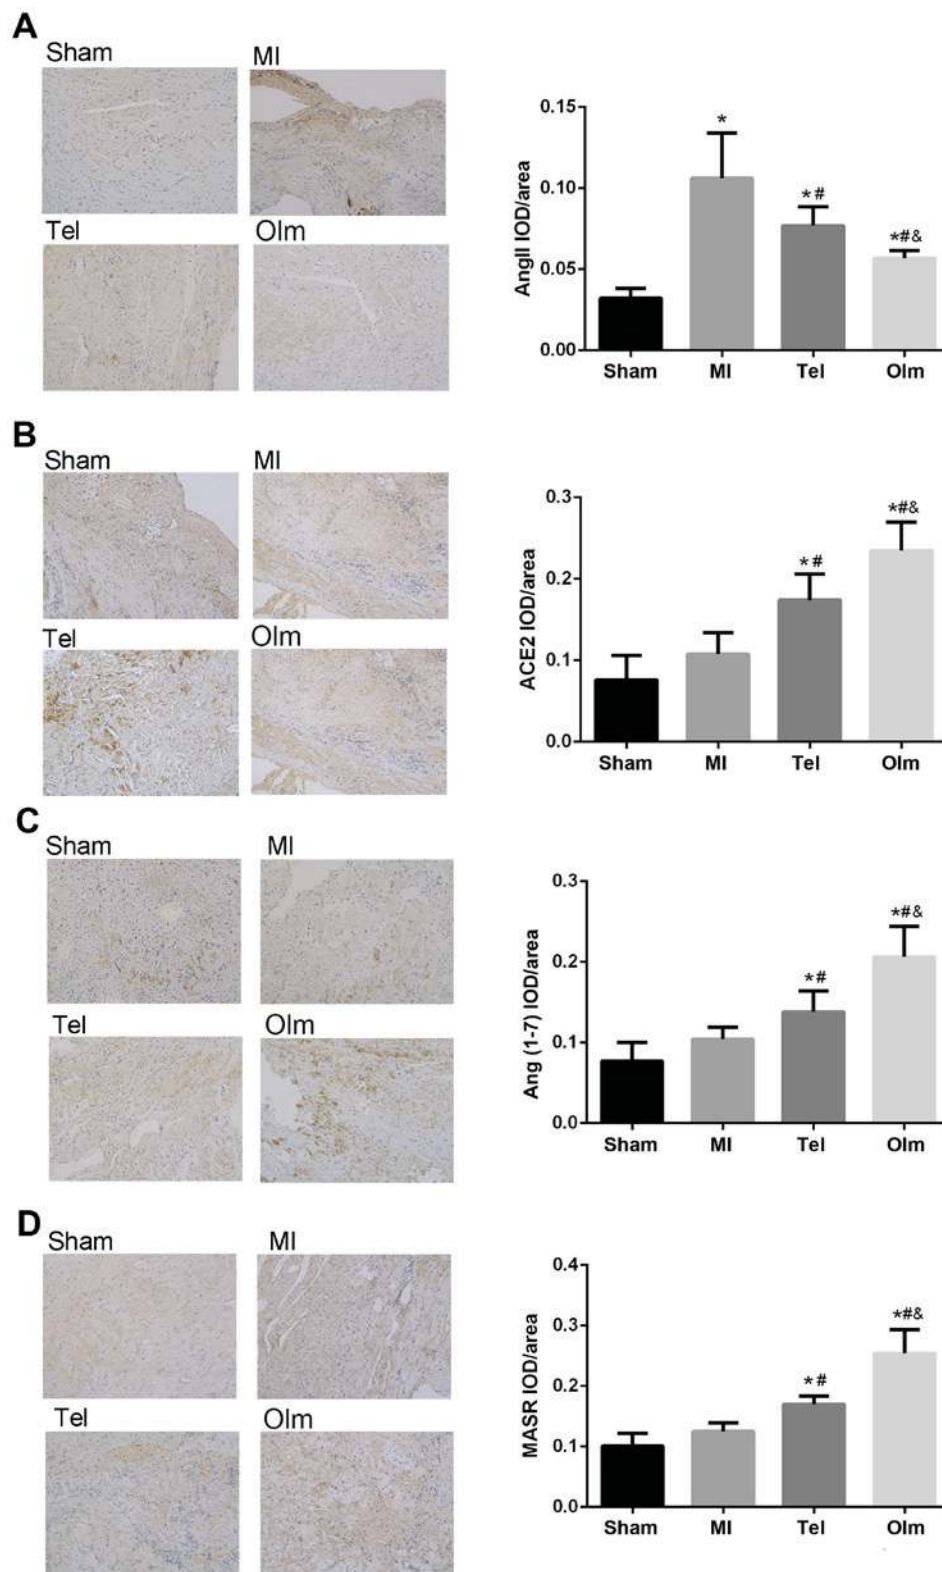 A
Sham
MI
Tel
Olm
AngII IOD/area
0.15
0.10
0.05
0.00
*
*#
*#&
Sham MI Tel Olm
B
Sham
MI
Tel
Olm
ACE2 IOD/area
0.3
0.2
0.1
0.0
*#
*#&
Sham MI Tel Olm
C
Sham
MI
Tel
Olm
Ang (1-7) IOD/area
0.3
0.2
0.1
0.0
*#
*#&
Sham MI Tel Olm
D
Sham
MI
Tel
Olm
MASR IOD/area
0.4
0.3
0.2
0.1
0.0
*#
*#&
Sham MI Tel Olm